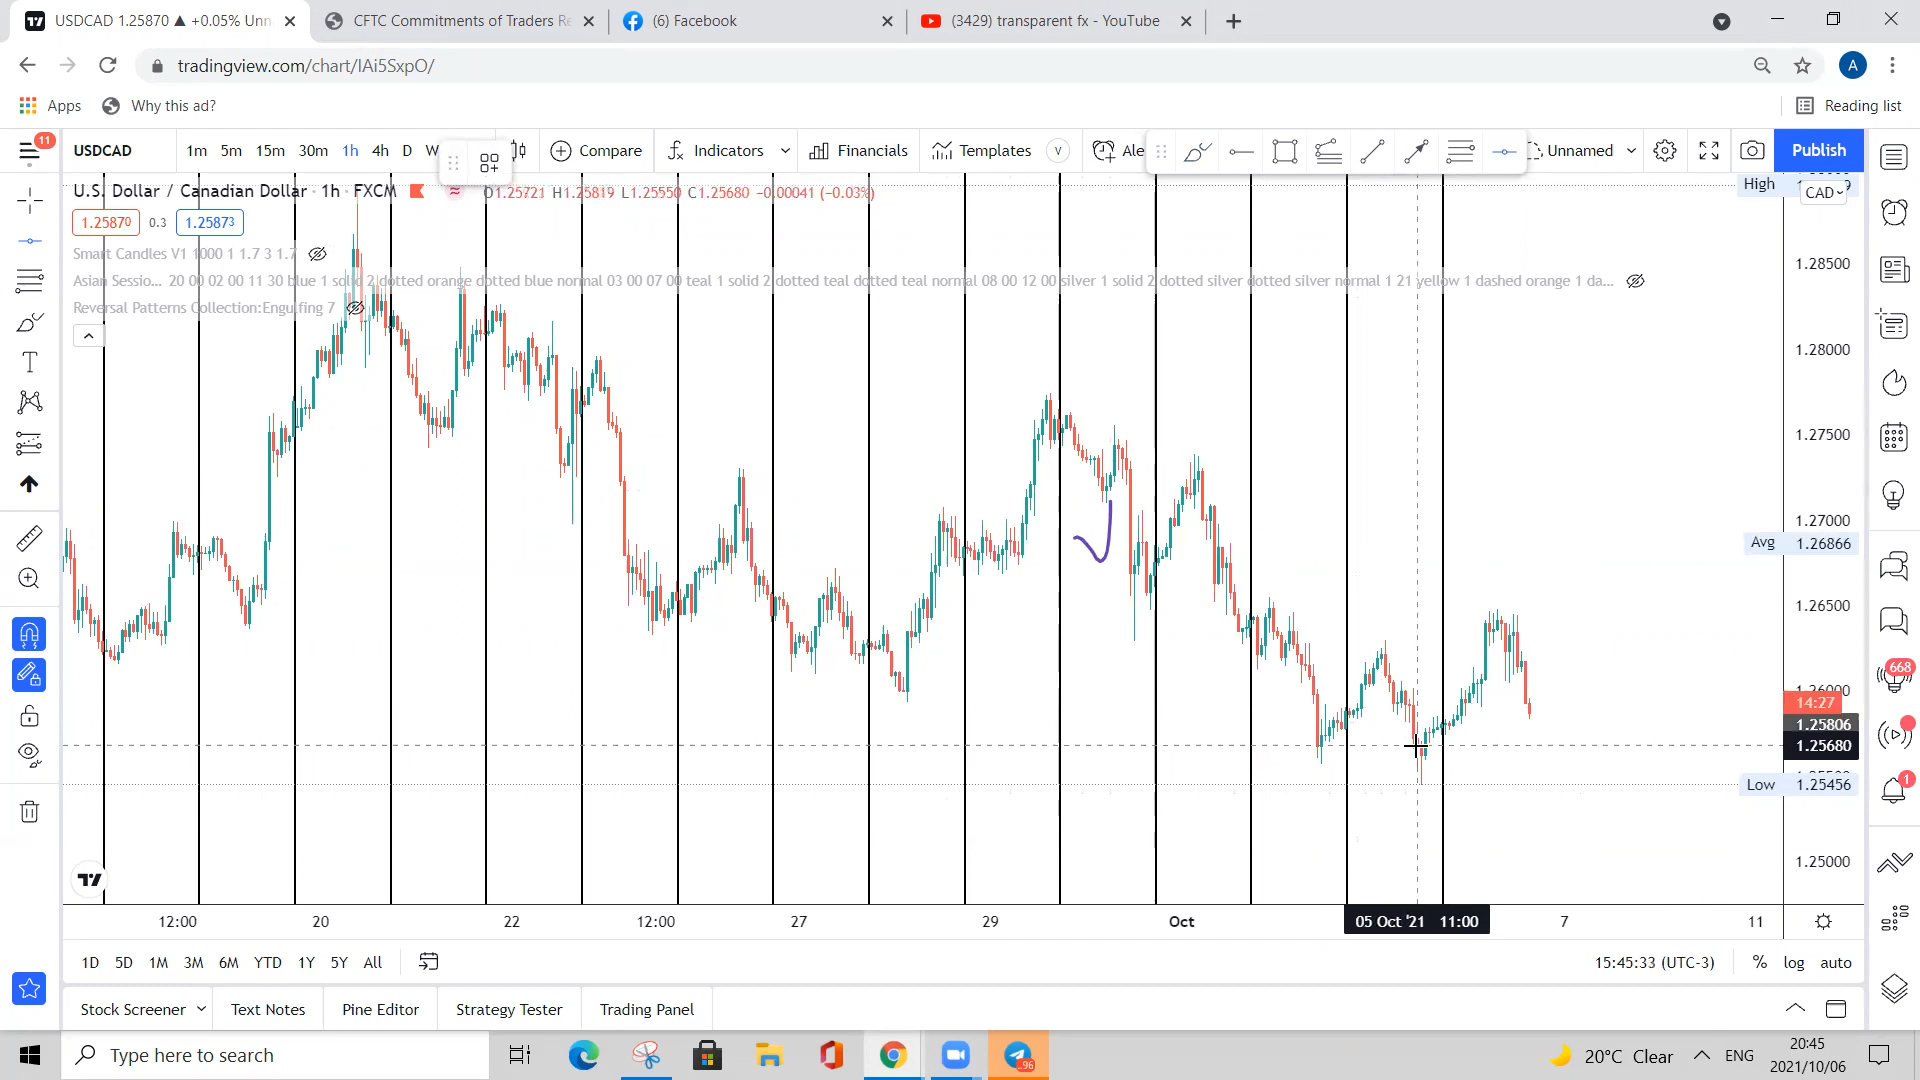 USDCAD 1.25870 ▲ +0.05% Unn
CFTC Commitments of Traders Re
(6) Facebook
(3429) transparent fx - YouTube
tradingview.com/chart/IAi5SxpO/
A
Apps
Why this ad?
Reading list
11
USDCAD
1m 5m 15m 30m 1h 4h D W
Compare
Indicators
Financials
Templates
V
Ale
Unnamed
Publish
U.S. Dollar / Canadian Dollar · 1h · FXCM
O1.25721 H1.25819 L1.25550 C1.25680 −0.00041 (−0.03%)
High
CAD
1.25870 0.3 1.25873
Smart Candles V1 1000 1 1.7 3 1.7
Asian Sessio... 20 00 02 00 11 30 blue 1 solid 2 dotted orange dotted blue normal 03 00 07 00 teal 1 solid 2 dotted teal dotted teal normal 08 00 12 00 silver 1 solid 2 dotted silver dotted silver normal 1 21 yellow 1 dashed orange 1 da...
Reversal Patterns Collection:Engulfing 7
1.28500
1.28000
1.27500
1.27000
Avg 1.26866
1.26500
1.26000
14:27
1.25806
1.25680
Low 1.25456
1.25000
668
1
12:00 20 22 12:00 27 29 Oct 05 Oct '21 11:00 7 11
1D 5D 1M 3M 6M YTD 1Y 5Y All
15:45:33 (UTC-3) % log auto
Stock Screener Text Notes Pine Editor Strategy Tester Trading Panel
Type here to search
96
20°C Clear
ENG
20:45
2021/10/06